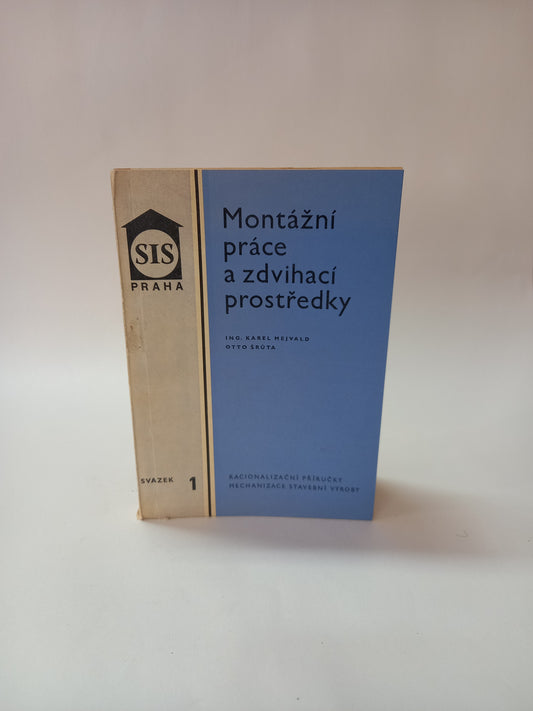 SIS
PRAHA
Montážní
práce
a zdvihací
prostředky
ING. KAREL MEJVALD
OTTO SRŮTA
SVAZEK 1
RACIONALIZAČNÍ PŘÍRUČKY
MECHANIZACE STAVEBNÍ VÝROBY